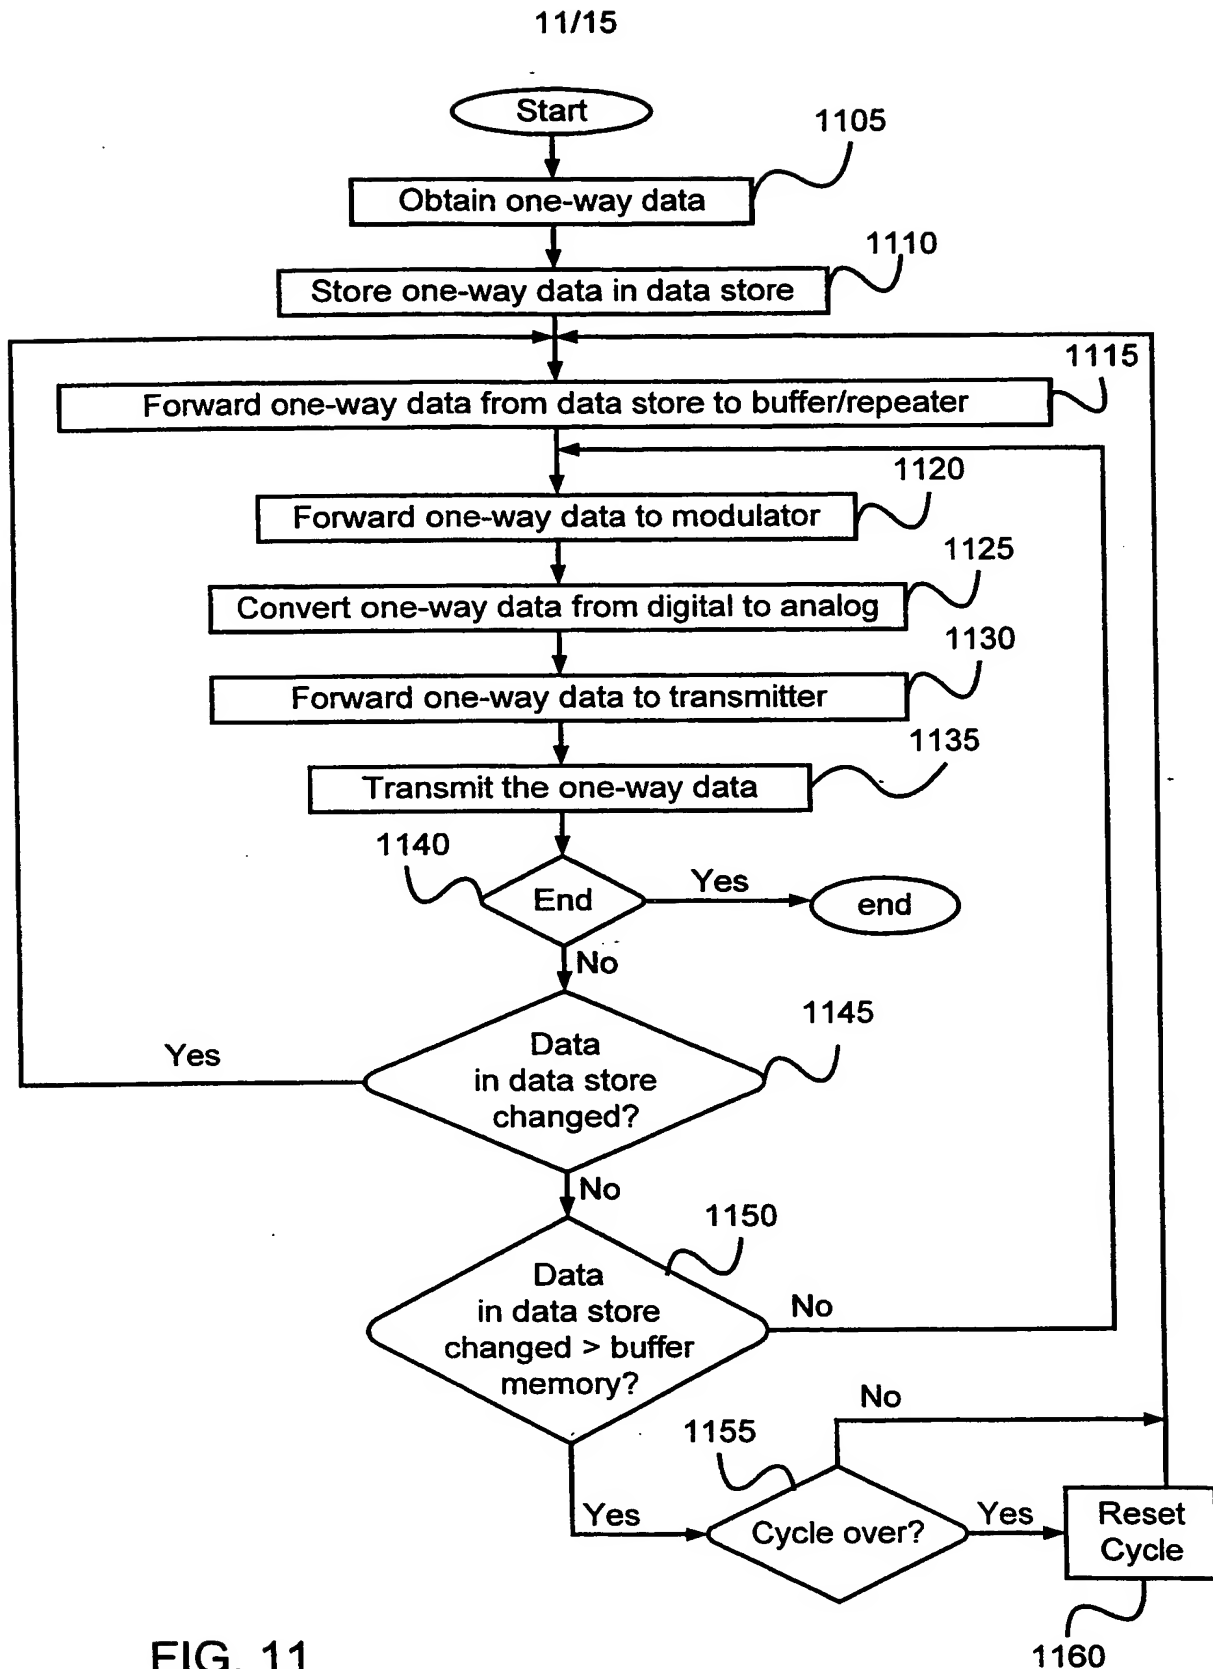 11/15
Start
1105
Obtain one-way data
1110
Store one-way data in data store
1115
Forward one-way data from data store to buffer/repeater
1120
Forward one-way data to modulator
1125
Convert one-way data from digital to analog
1130
Forward one-way data to transmitter
1135
Transmit the one-way data
1140
End
Yes
end
No
1145
Yes
Data
in data store
changed?
No
1150
Data
in data store
changed > buffer
memory?
No
No
1155
Yes
Cycle over?
Yes
Reset
Cycle
1160
FIG. 11